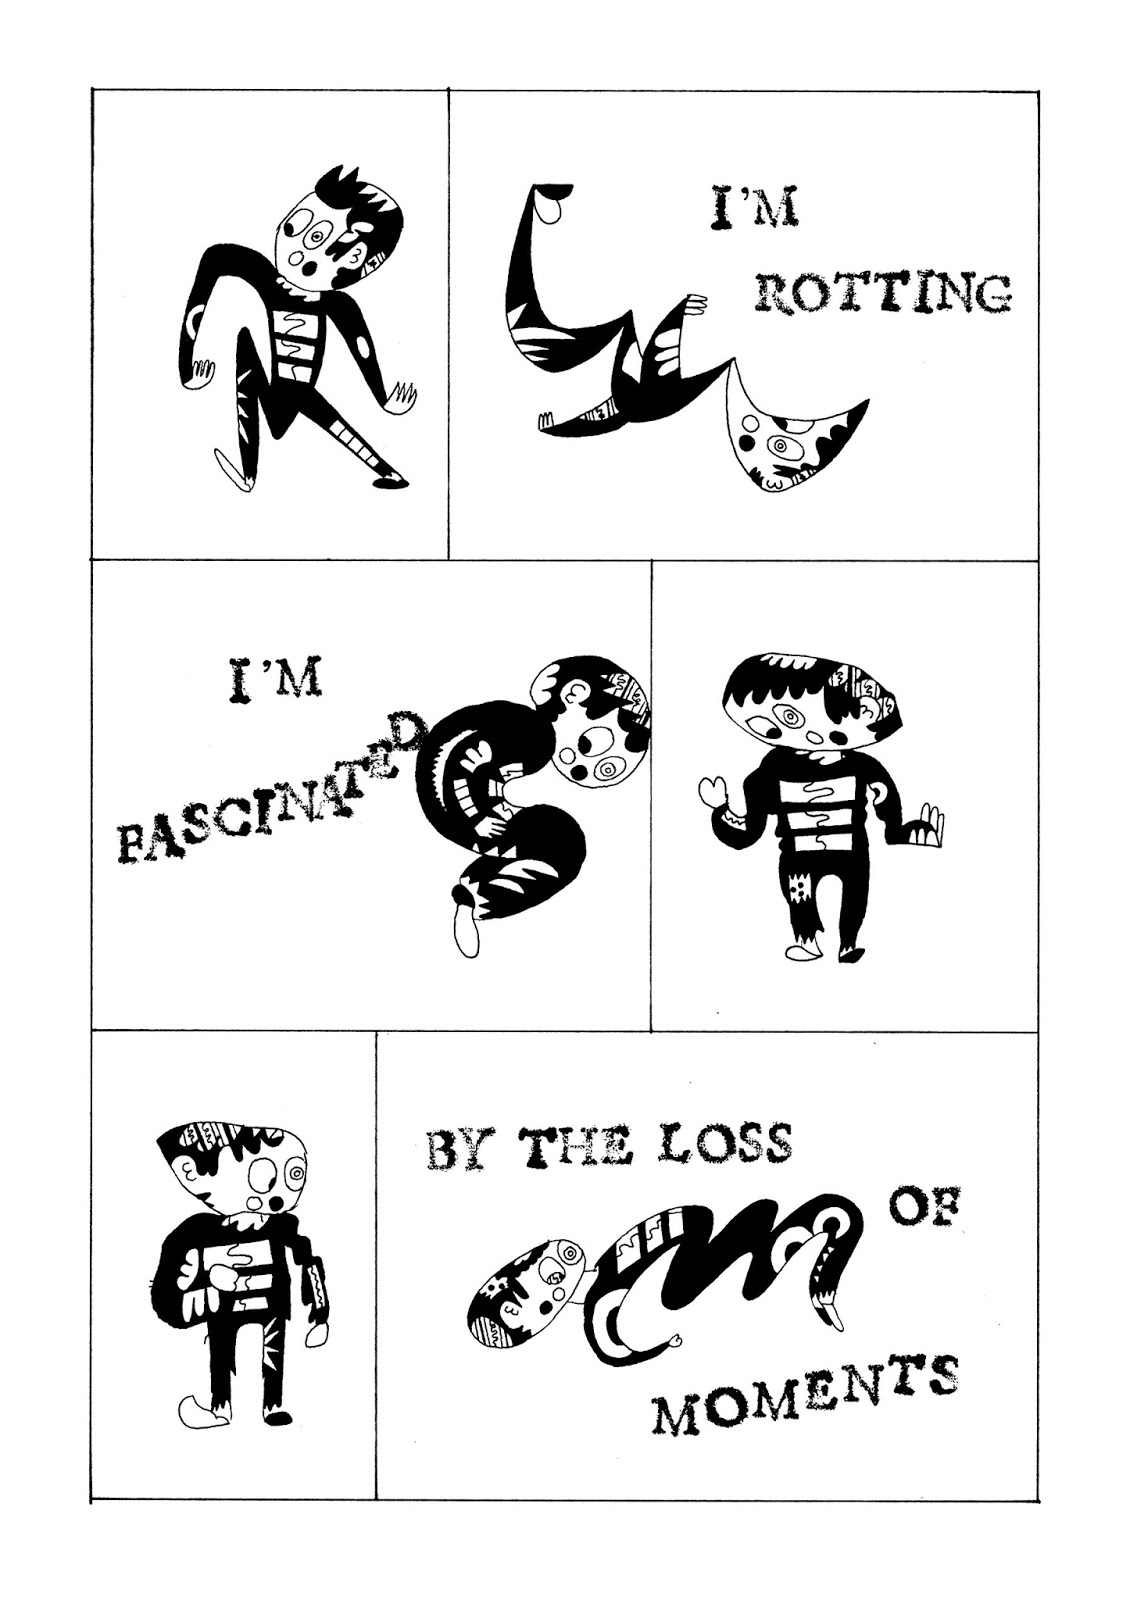 I'M
ROTTING
I'M
FASCINATED
BY THE LOSS
OF
MOMENTS